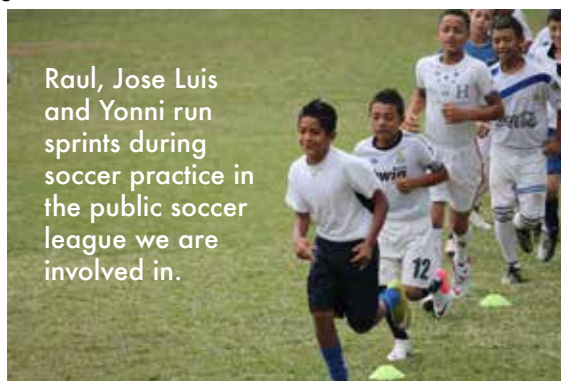 Raul, Jose Luis
and Yonni run
sprints during
soccer practice in
the public soccer
league we are
involved in.
H
12